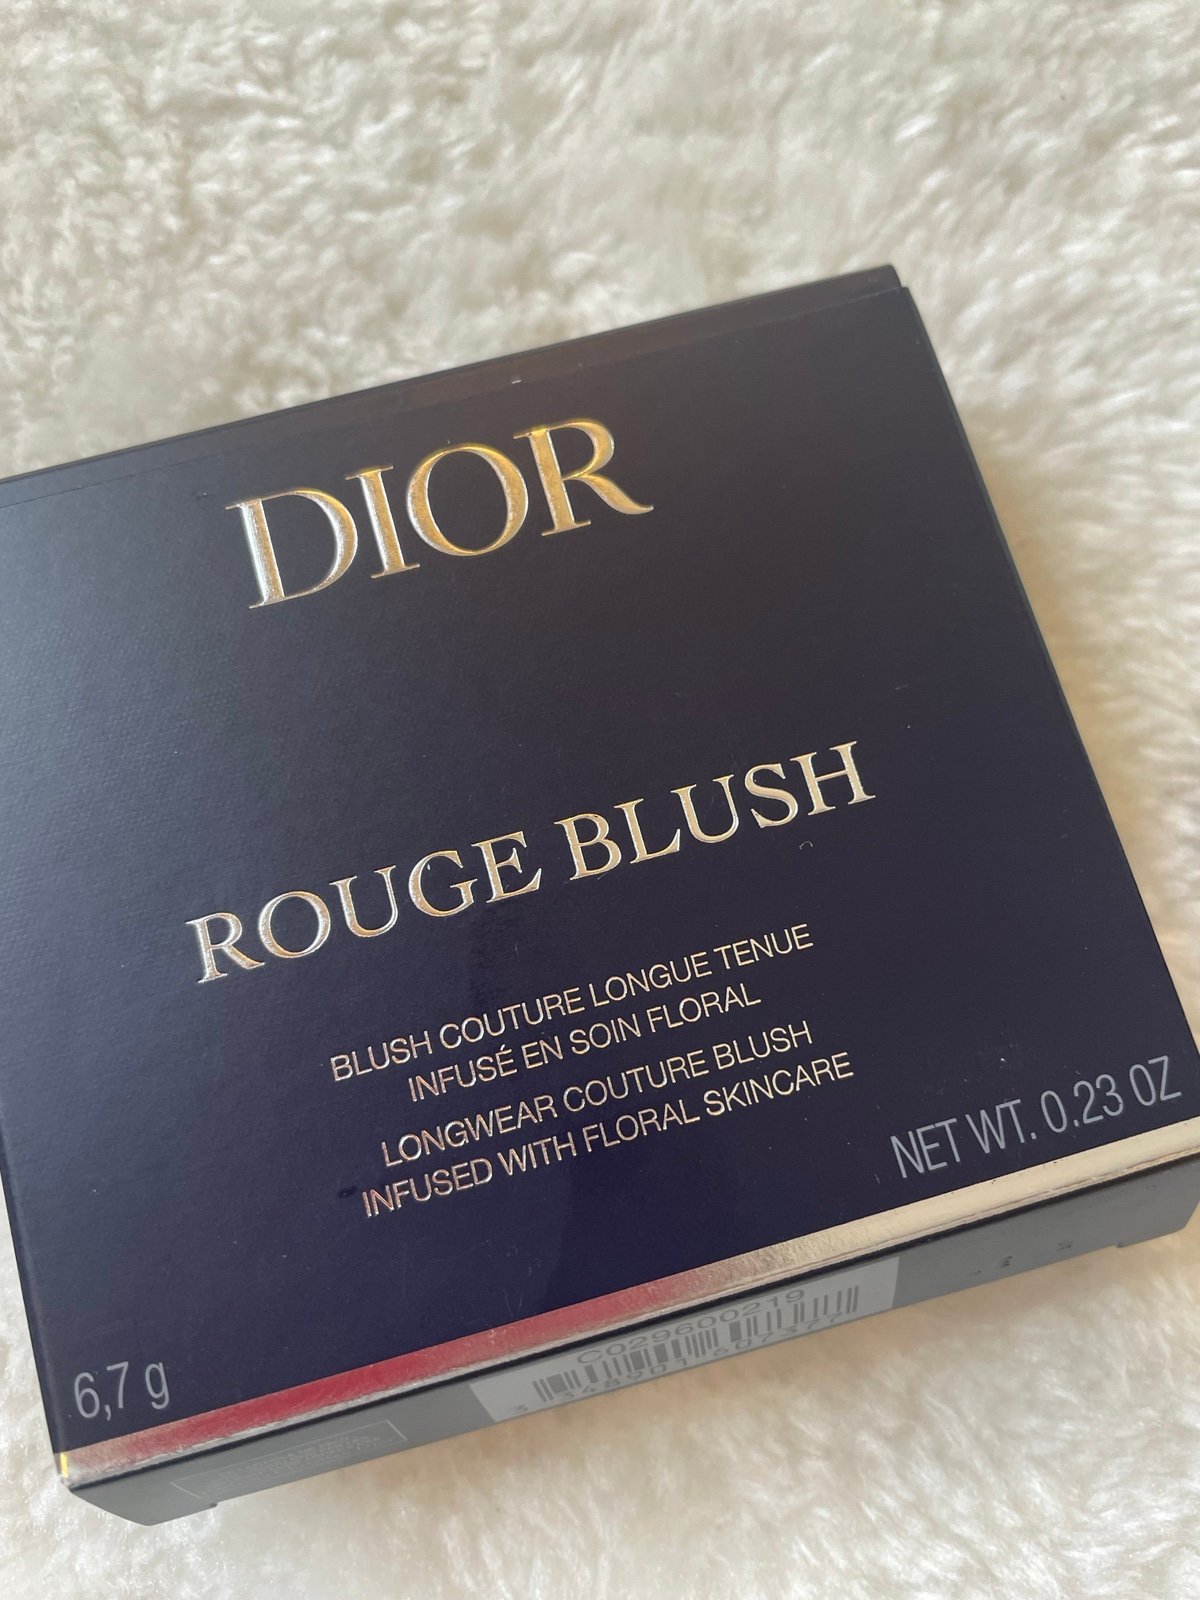 DIOR
ROUGE BLUSH
BLUSH COUTURE LONGUE TENUE
INFUSÉ EN SOIN FLORAL
LONGWEAR COUTURE BLUSH
INFUSED WITH FLORAL SKINCARE
NET WT. 0.23 OZ
6,7 g
C029600219